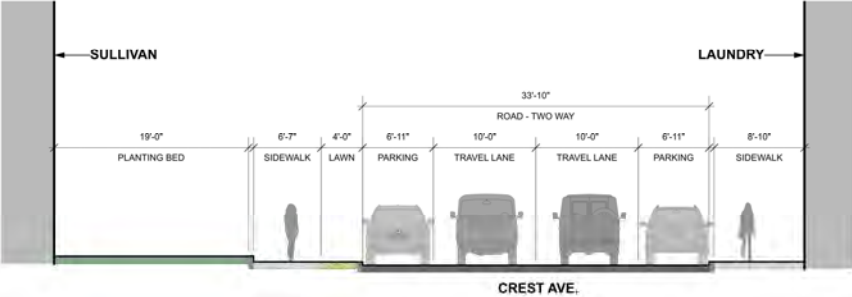 SULLIVAN
LAUNDRY
33'-10"
ROAD - TWO WAY
19'-0" 6'-7" 4'-0" 6'-11" 10'-0" 10'-0" 6'-11" 8'-10"
PLANTING BED SIDEWALK LAWN PARKING TRAVEL LANE TRAVEL LANE PARKING SIDEWALK
CREST AVE.